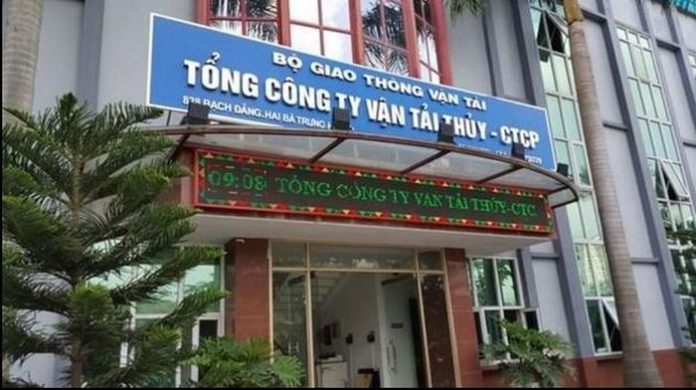 BỘ GIAO THÔNG VẬN TẢI
TỔNG CÔNG TY VẬN TẢI THỦY - CTCP
BẠCH ĐẰNG. HAI BÀ TRƯNG
09:08 TỔNG CÔNG TY VẬN TẢI THỦY-CTC